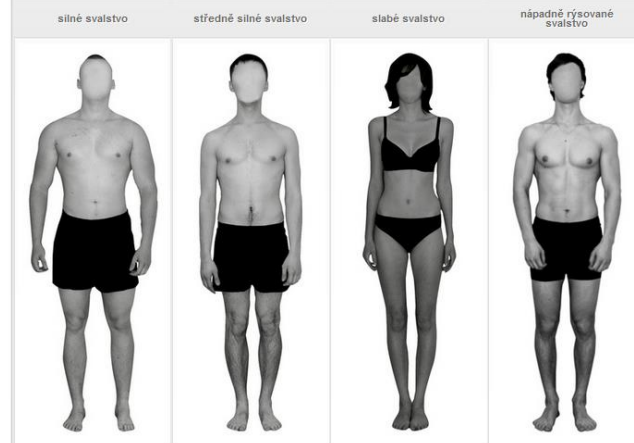 silné svalstvo
středně silné svalstvo
slabé svalstvo
nápadně rýsované
svalstvo